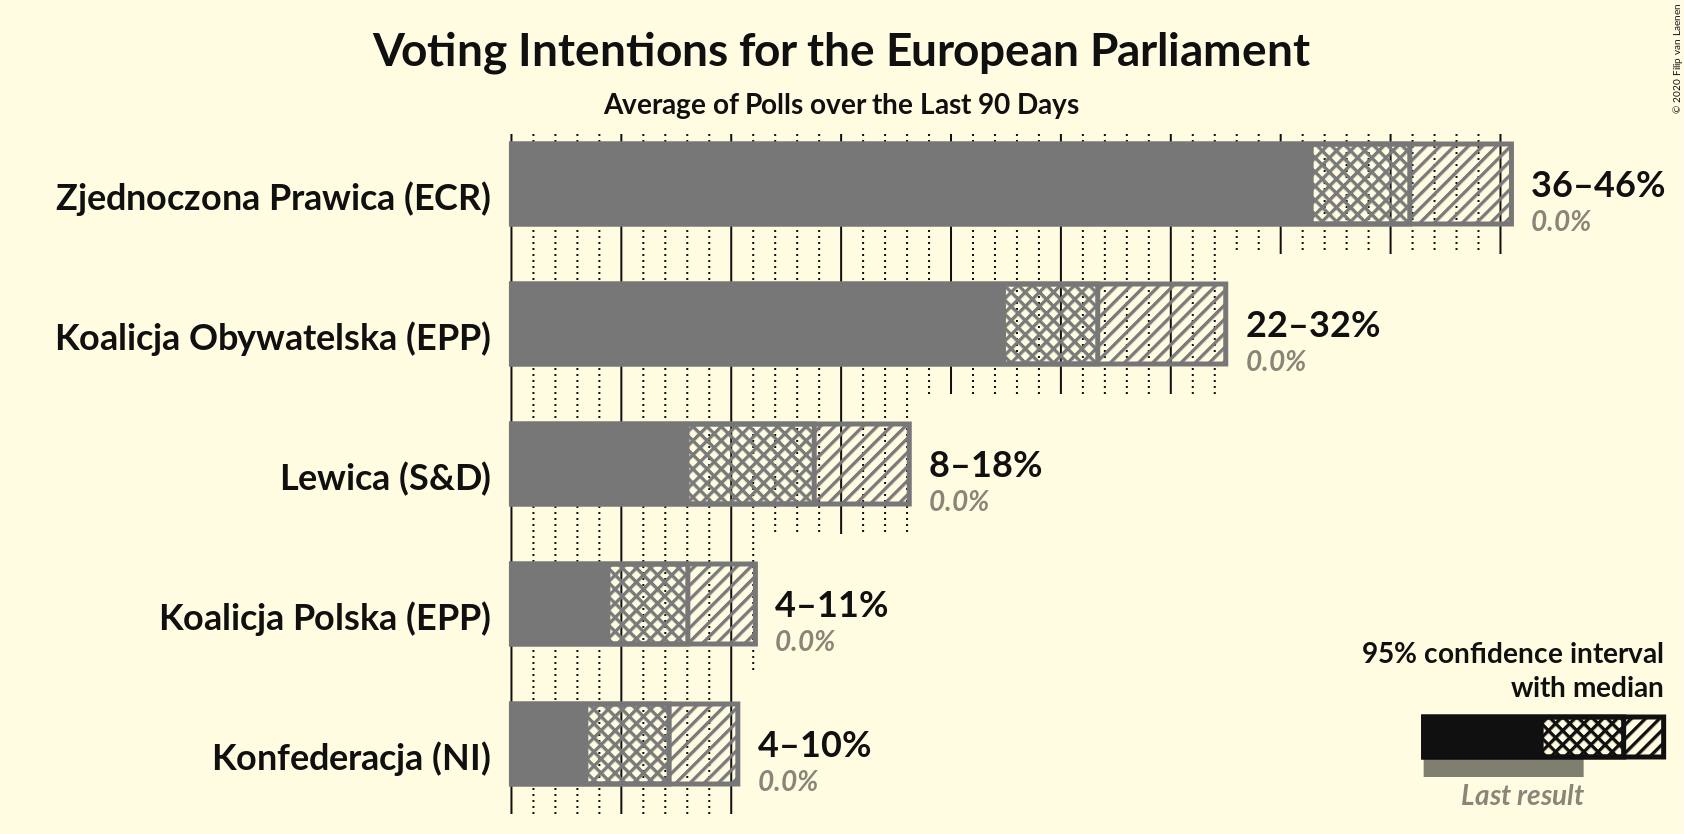 Voting Intentions for the European Parliament
Average of Polls over the Last 90 Days
© 2020 Filip van Laenen
Zjednoczona Prawica (ECR)
36–46%
0.0%
Koalicja Obywatelska (EPP)
22–32%
0.0%
Lewica (S&D)
8–18%
0.0%
Koalicja Polska (EPP)
4–11%
0.0%
Konfederacja (NI)
4–10%
0.0%
95% confidence interval
with median
Last result